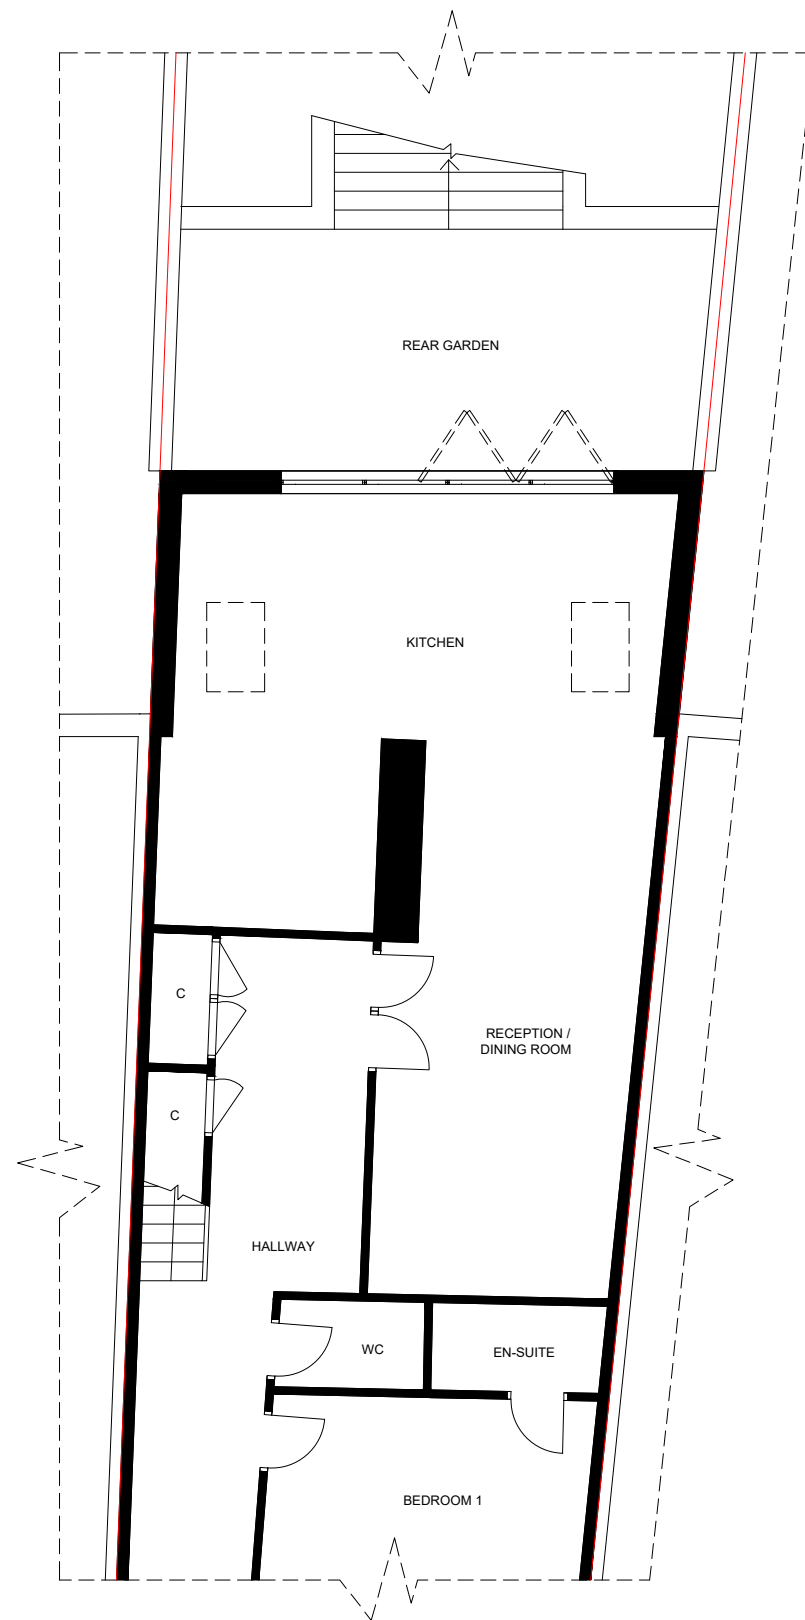 REAR GARDEN
KITCHEN
C
RECEPTION /
DINING ROOM
C
HALLWAY
WC
EN-SUITE
BEDROOM 1